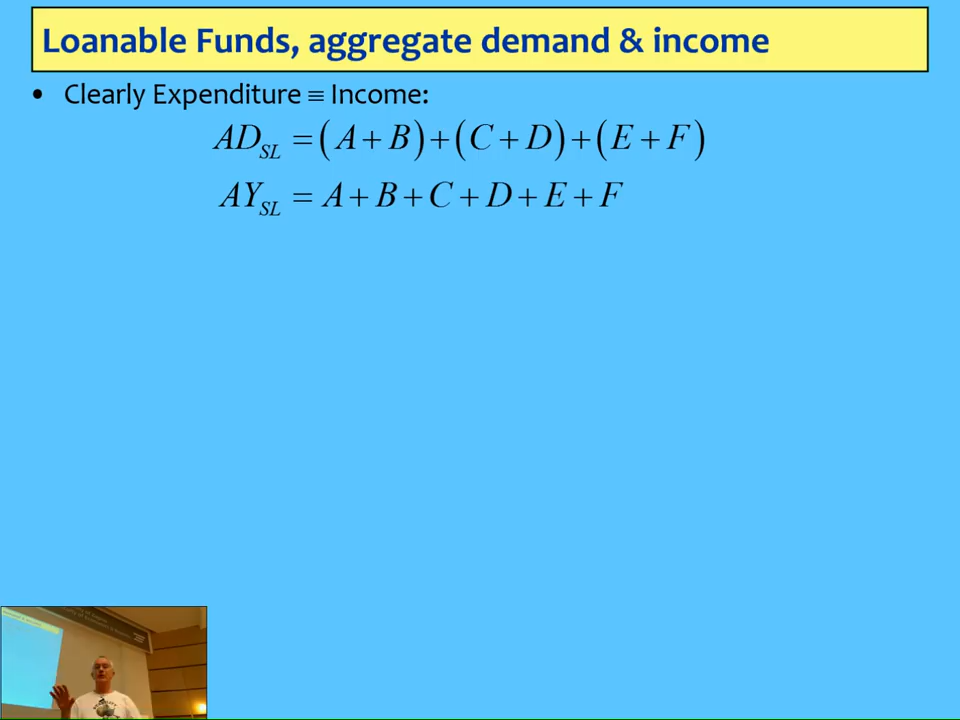 Loanable Funds, aggregate demand & income
• Clearly Expenditure ≡ Income:
AD_SL = (A + B) + (C + D) + (E + F)
AY_SL = A + B + C + D + E + F